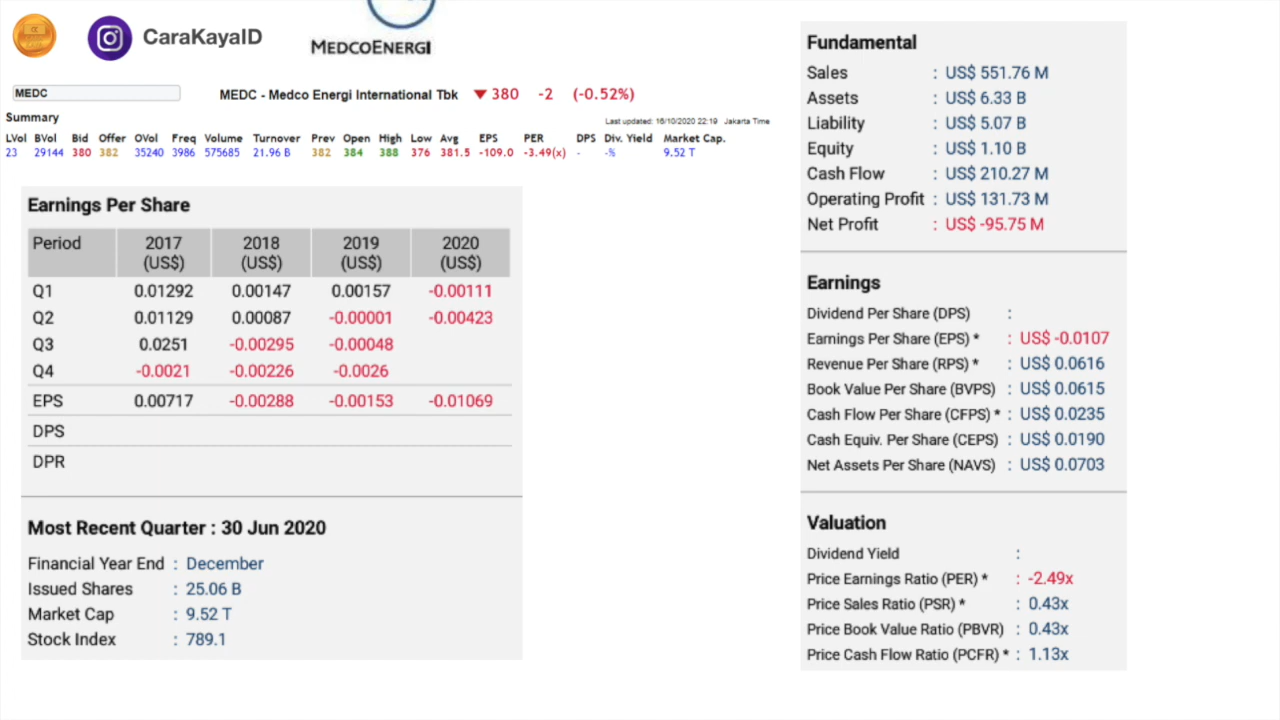 CaraKayaID
MEDCOENERGI
MEDC
MEDC - Medco Energi International Tbk ▼ 380 -2 (-0.52%)
Summary
Last updated: 16/10/2020 22:19 Jakarta Time
LVol BVol Bid Offer OVol Freq Volume Turnover Prev Open High Low Avg EPS PER DPS Div. Yield Market Cap.
23 29144 380 382 35240 3986 575685 21.96 B 382 384 388 376 381.5 -109.0 -3.49(x) - -% 9.52 T
Earnings Per Share
Period 2017 (US$) 2018 (US$) 2019 (US$) 2020 (US$)
Q1 0.01292 0.00147 0.00157 -0.00111
Q2 0.01129 0.00087 -0.00001 -0.00423
Q3 0.0251 -0.00295 -0.00048
Q4 -0.0021 -0.00226 -0.0026
EPS 0.00717 -0.00288 -0.00153 -0.01069
DPS
DPR
Most Recent Quarter : 30 Jun 2020
Financial Year End : December
Issued Shares : 25.06 B
Market Cap : 9.52 T
Stock Index : 789.1
Fundamental
Sales : US$ 551.76 M
Assets : US$ 6.33 B
Liability : US$ 5.07 B
Equity : US$ 1.10 B
Cash Flow : US$ 210.27 M
Operating Profit : US$ 131.73 M
Net Profit : US$ -95.75 M
Earnings
Dividend Per Share (DPS) :
Earnings Per Share (EPS) * : US$ -0.0107
Revenue Per Share (RPS) * : US$ 0.0616
Book Value Per Share (BVPS) : US$ 0.0615
Cash Flow Per Share (CFPS) * : US$ 0.0235
Cash Equiv. Per Share (CEPS) : US$ 0.0190
Net Assets Per Share (NAVS) : US$ 0.0703
Valuation
Dividend Yield :
Price Earnings Ratio (PER) * : -2.49x
Price Sales Ratio (PSR) * : 0.43x
Price Book Value Ratio (PBVR) : 0.43x
Price Cash Flow Ratio (PCFR) * : 1.13x